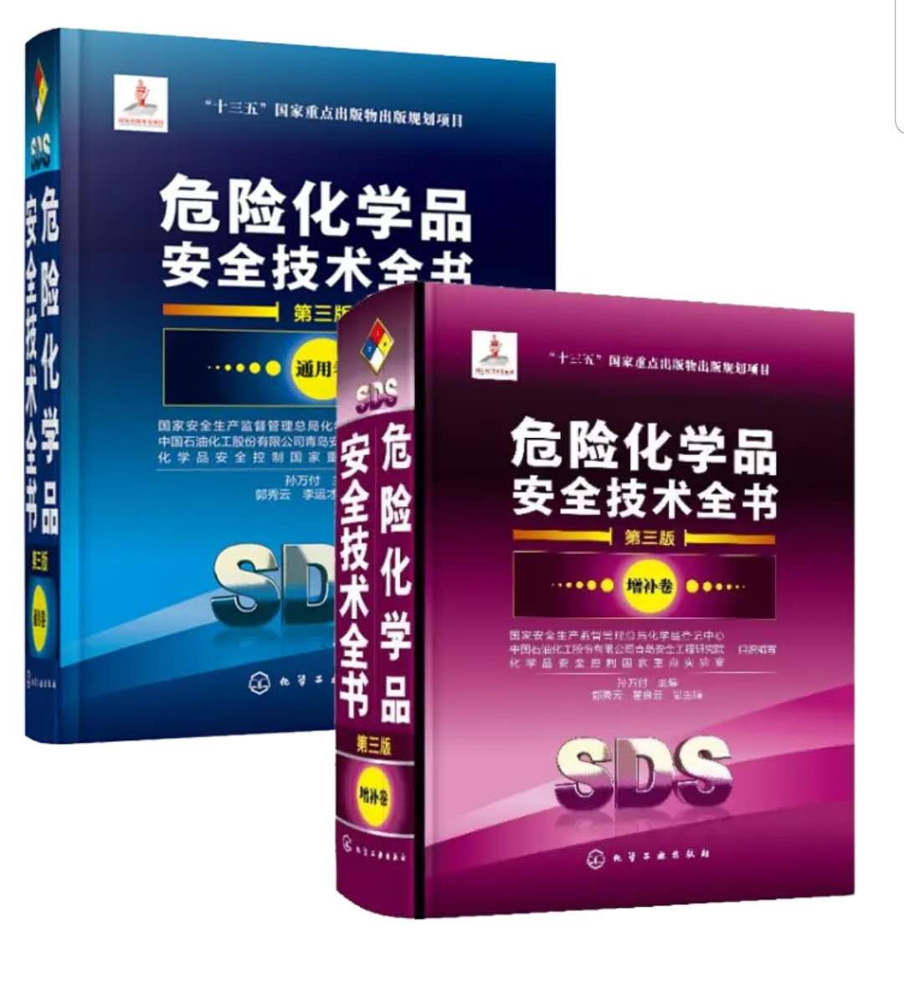 SDS
危险化学品
安全技术全书
第三版
通用卷
"十三五"国家重点出版物出版规划项目
危险化学品
安全技术全书
第三版
通用
国家安全生产监督管理总局化
中国石油化工股份有限公司青岛安
化学品安全控制国家重
孙万付
郭秀云 李运才
SD
化学工
SDS
危险化学品
安全技术全书
第三版
增补卷
化学工业出版社
"十三五"国家重点出版物出版规划项目
危险化学品
安全技术全书
第三版
增补卷
国家安全生产监督管理总局化学品登记中心
中国石油化工股份有限公司青岛安全工程研究院 组织编写
化学品安全控制国家重点实验室
孙万付 主编
郭秀云 翟良云 副主编
SDS
化学工业出版社